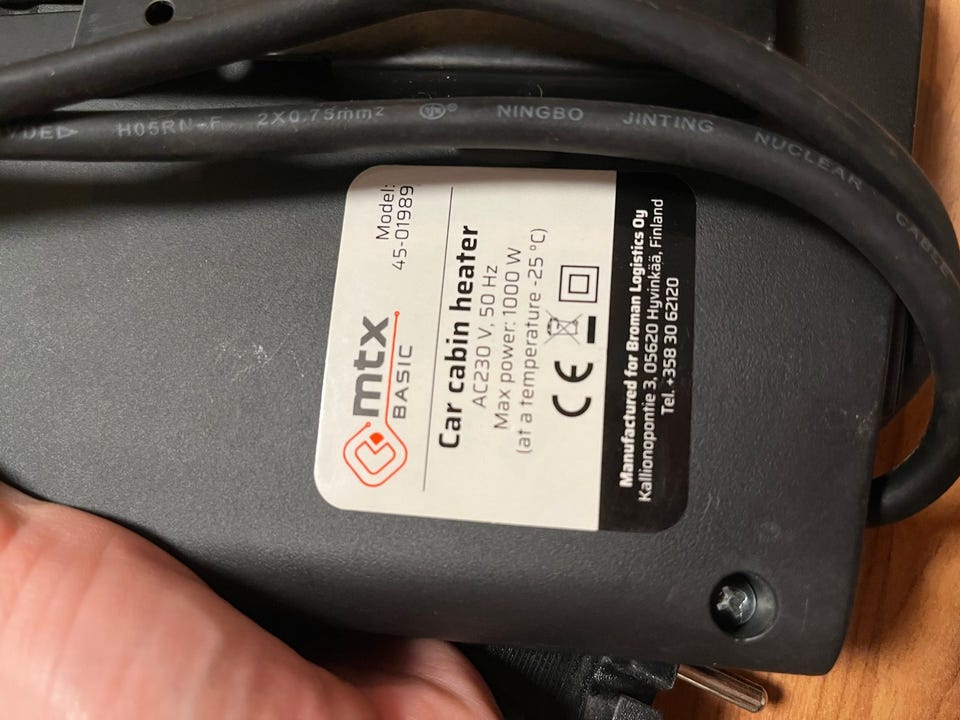 VDE H05RN-F 2X0.75mm² NINGBO JINTING NUCLEAR CABLE
mtx
BASIC
Model:
45-01989
Car cabin heater
AC230 V, 50 Hz
Max power: 1000 W
(at a temperature -25 °C)
CE
Manufactured for Broman Logistics Oy
Kallionopontie 3, 05620 Hyvinkää, Finland
Tel. +358 30 62120